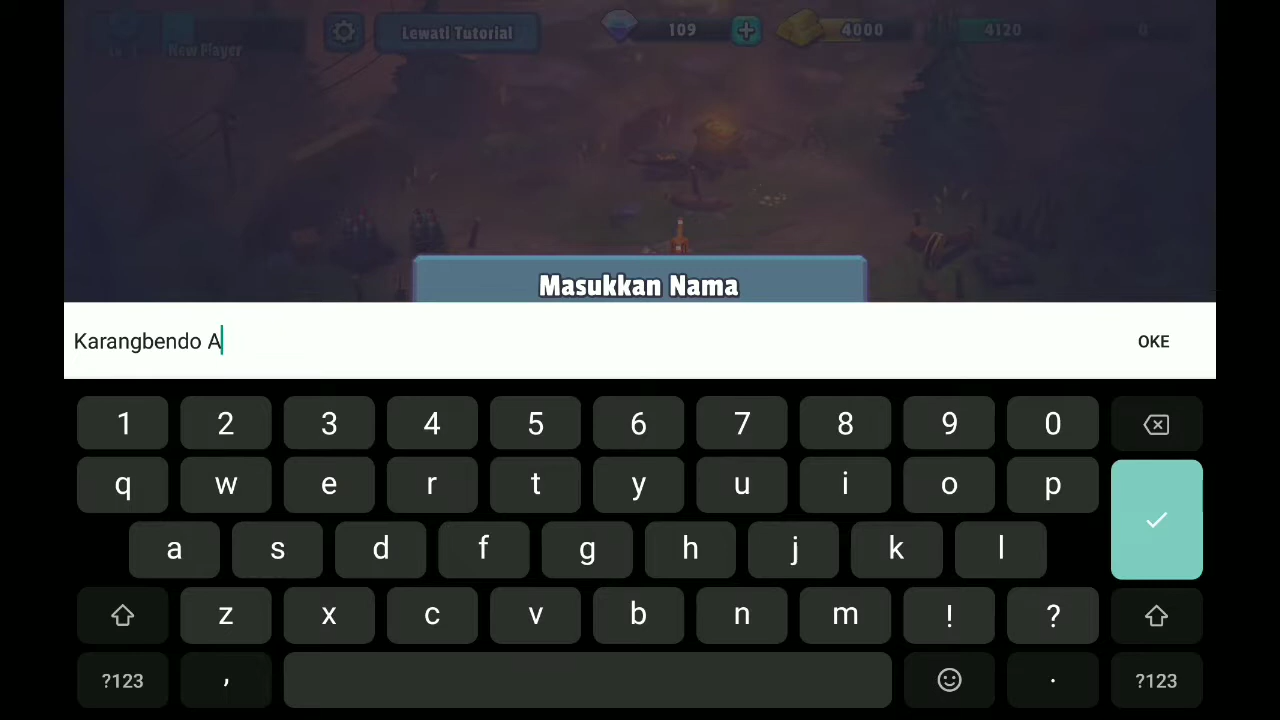 New Player
Lewati Tutorial
109
4000
4120
0
Masukkan Nama
Karangbendo A
OKE
1 2 3 4 5 6 7 8 9 0
q w e r t y u i o p
a s d f g h j k l
z x c v b n m ! ?
?123 , . ?123